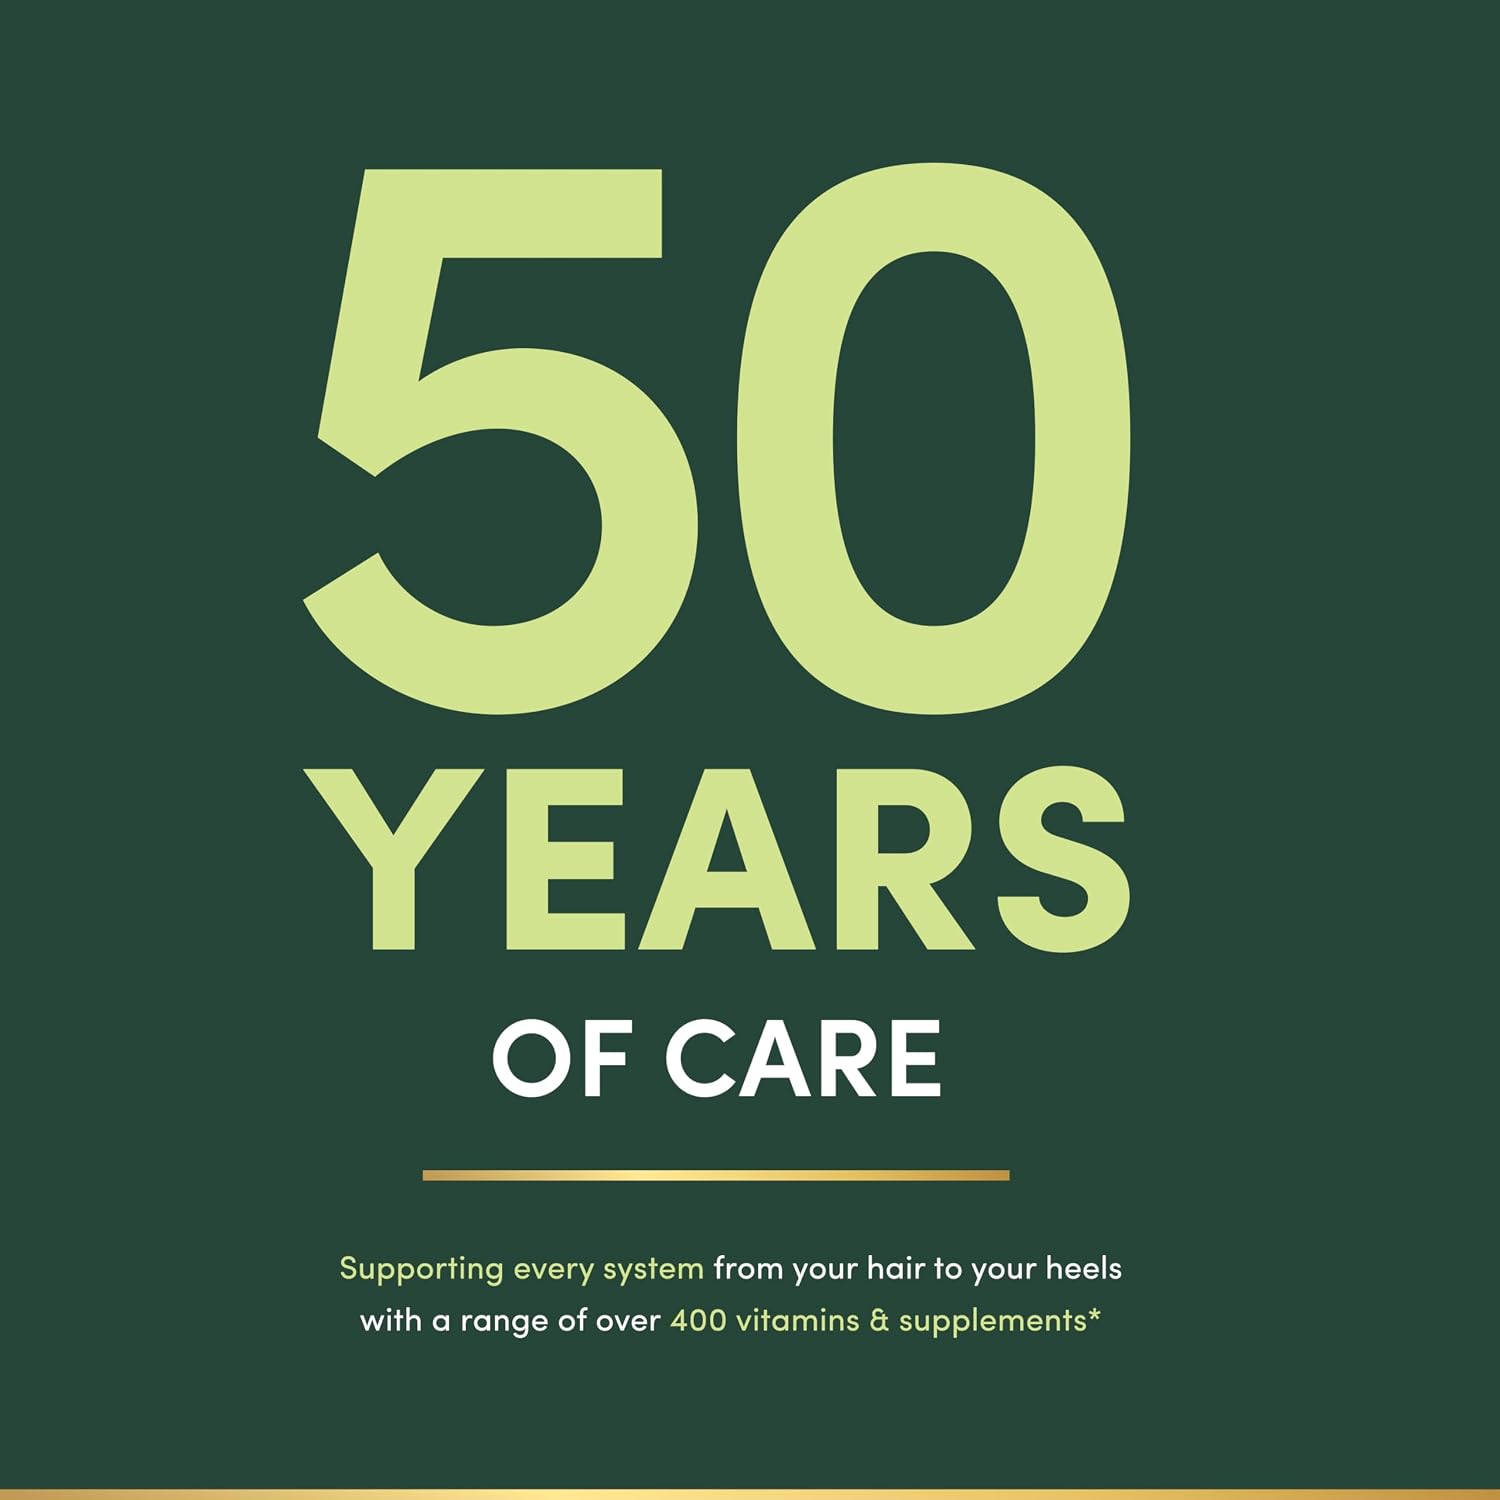 50
YEARS
OF CARE
Supporting every system from your hair to your heels
with a range of over 400 vitamins & supplements*